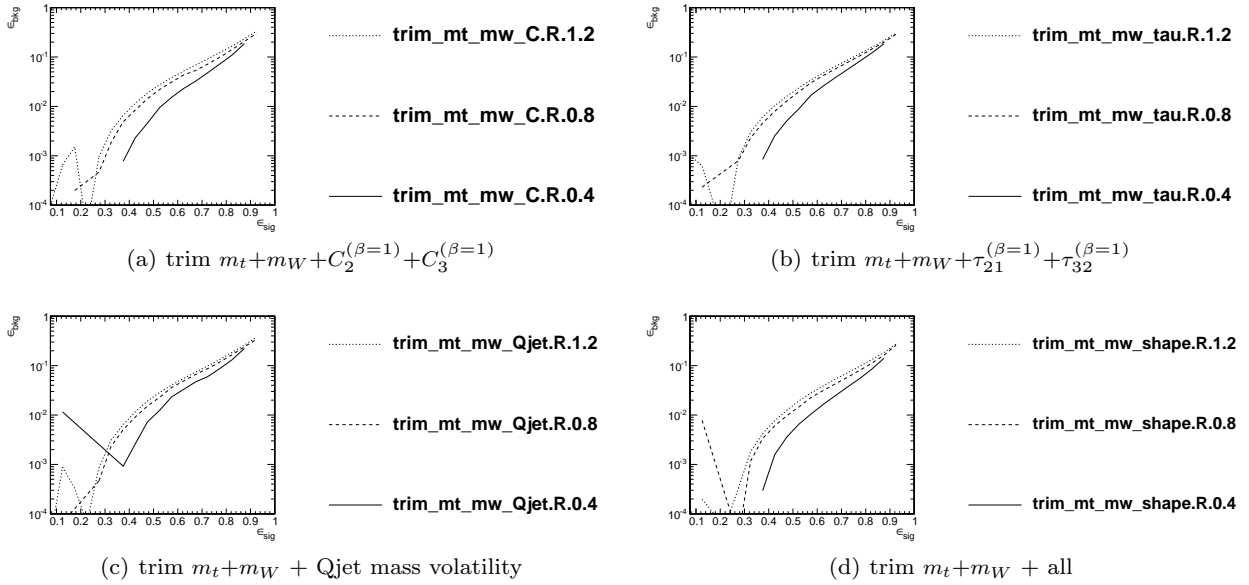 ϵbkg
1
10^-1
10^-2
10^-3
10^-4
0.1 0.2 0.3 0.4 0.5 0.6 0.7 0.8 0.9 1
ϵsig
trim_mt_mw_C.R.1.2
trim_mt_mw_C.R.0.8
trim_mt_mw_C.R.0.4
(a) trim m_t+m_W+C_2^(β=1)+C_3^(β=1)
ϵbkg
1
10^-1
10^-2
10^-3
10^-4
0.1 0.2 0.3 0.4 0.5 0.6 0.7 0.8 0.9 1
ϵsig
trim_mt_mw_tau.R.1.2
trim_mt_mw_tau.R.0.8
trim_mt_mw_tau.R.0.4
(b) trim m_t+m_W+τ_21^(β=1)+τ_32^(β=1)
ϵbkg
1
10^-1
10^-2
10^-3
10^-4
0.1 0.2 0.3 0.4 0.5 0.6 0.7 0.8 0.9 1
ϵsig
trim_mt_mw_Qjet.R.1.2
trim_mt_mw_Qjet.R.0.8
trim_mt_mw_Qjet.R.0.4
(c) trim m_t+m_W + Qjet mass volatility
ϵbkg
1
10^-1
10^-2
10^-3
10^-4
0.1 0.2 0.3 0.4 0.5 0.6 0.7 0.8 0.9 1
ϵsig
trim_mt_mw_shape.R.1.2
trim_mt_mw_shape.R.0.8
trim_mt_mw_shape.R.0.4
(d) trim m_t+m_W + all